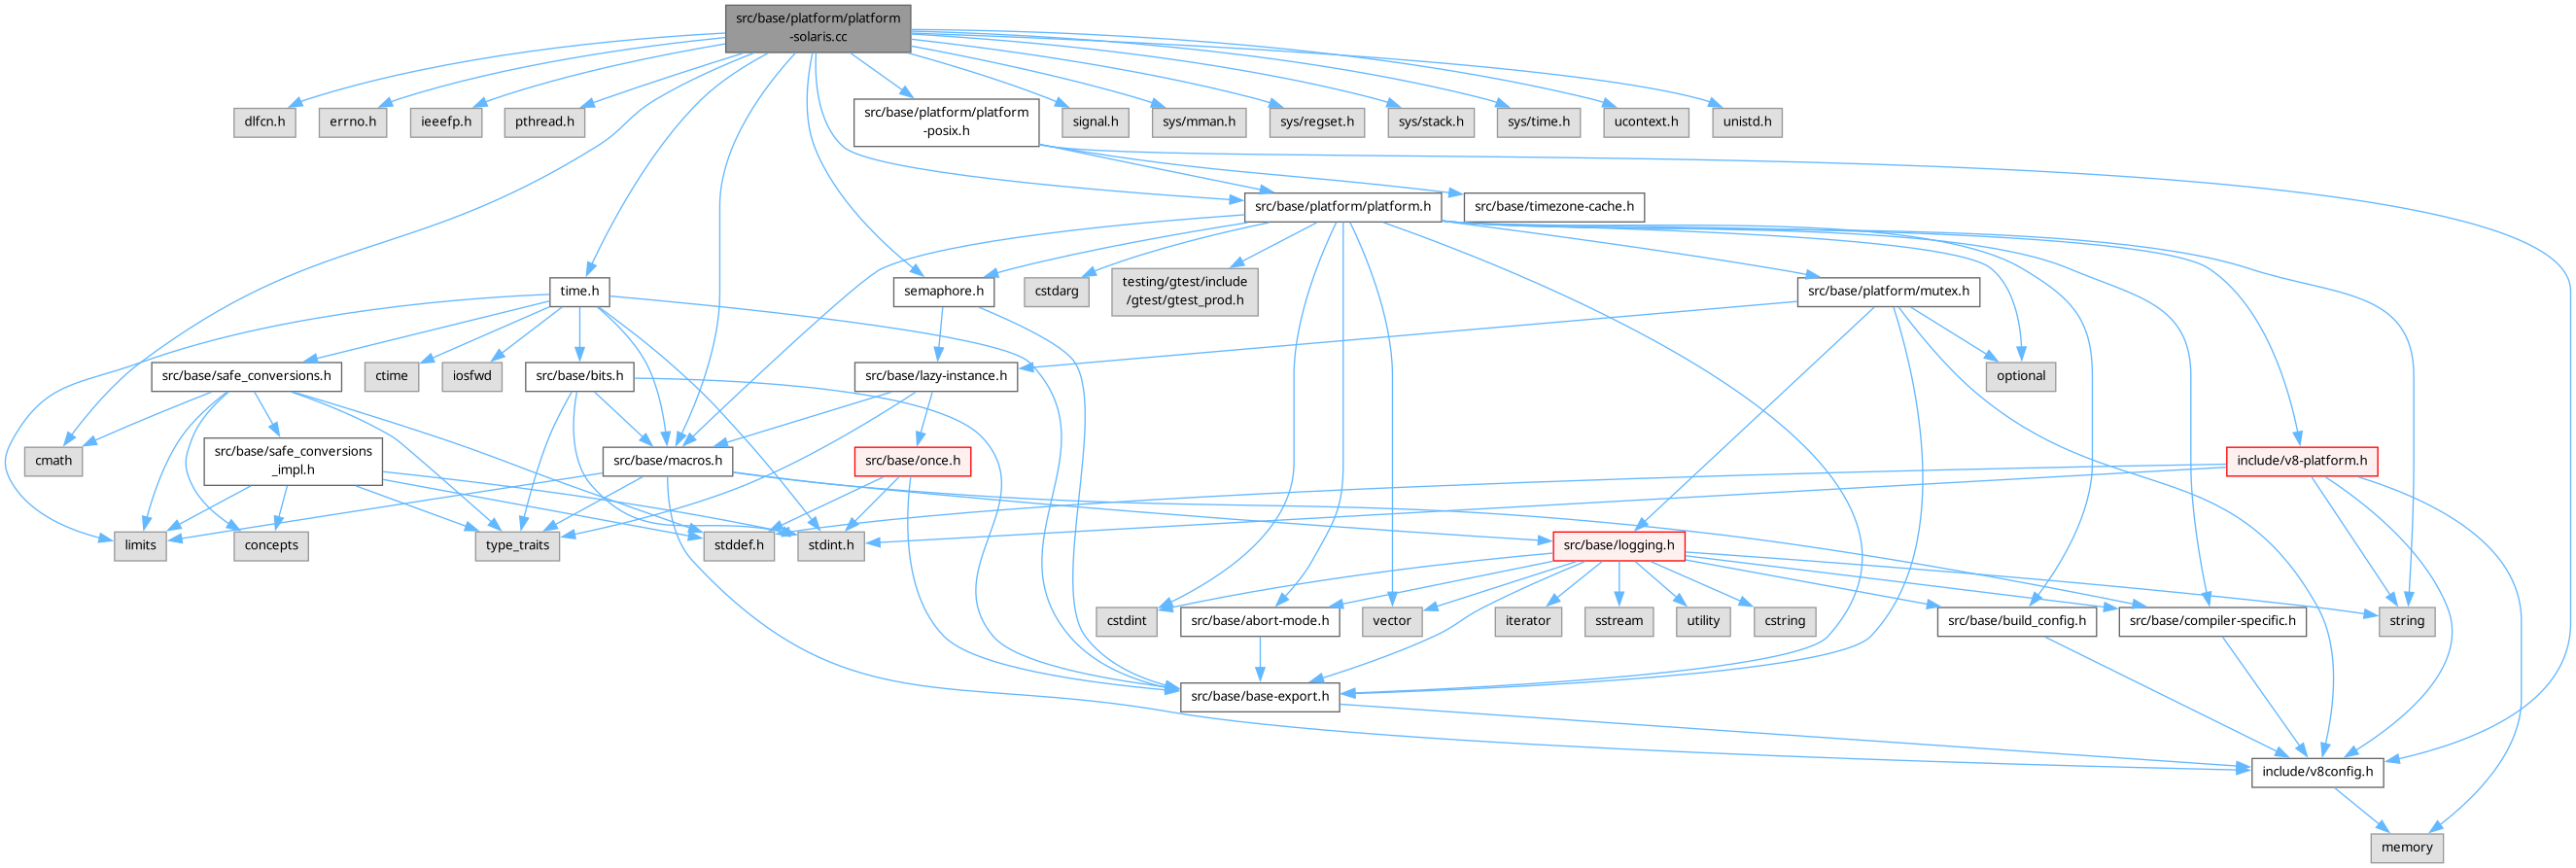 src/base/platform/platform
-solaris.cc
dlfcn.h
errno.h
ieeefp.h
pthread.h
src/base/platform/platform
-posix.h
signal.h
sys/mman.h
sys/regset.h
sys/stack.h
sys/time.h
ucontext.h
unistd.h
src/base/platform/platform.h
src/base/timezone-cache.h
time.h
semaphore.h
cstdarg
testing/gtest/include
/gtest/gtest_prod.h
src/base/platform/mutex.h
src/base/safe_conversions.h
ctime
iosfwd
src/base/bits.h
src/base/lazy-instance.h
optional
cmath
src/base/safe_conversions
_impl.h
src/base/macros.h
src/base/once.h
include/v8-platform.h
limits
concepts
type_traits
stddef.h
stdint.h
src/base/logging.h
cstdint
src/base/abort-mode.h
vector
iterator
sstream
utility
cstring
src/base/build_config.h
src/base/compiler-specific.h
string
src/base/base-export.h
include/v8config.h
memory